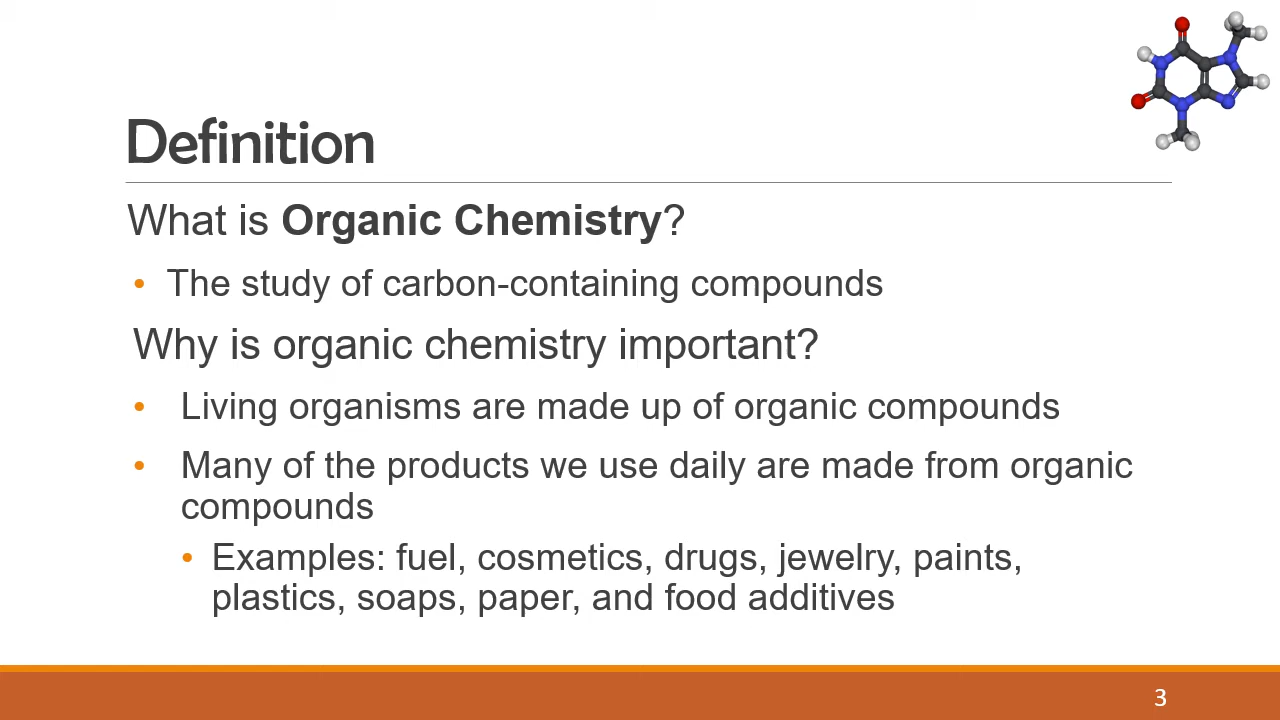 Definition
What is Organic Chemistry?
• The study of carbon-containing compounds
Why is organic chemistry important?
• Living organisms are made up of organic compounds
• Many of the products we use daily are made from organic
compounds
• Examples: fuel, cosmetics, drugs, jewelry, paints,
plastics, soaps, paper, and food additives
3